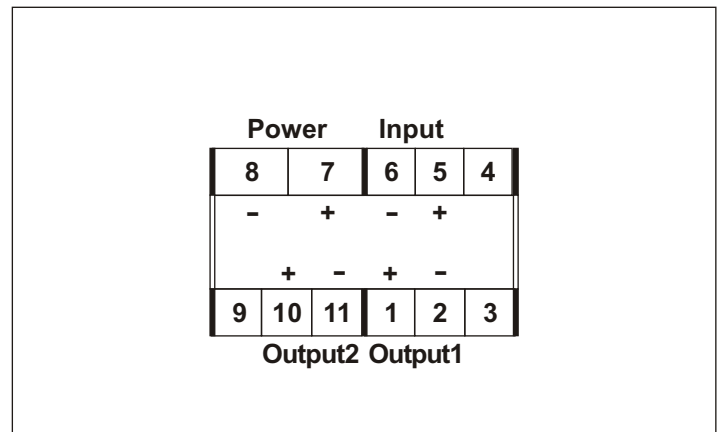 Power Input
8 7 6 5 4
- + - +
+ - + -
9 10 11 1 2 3
Output2 Output1